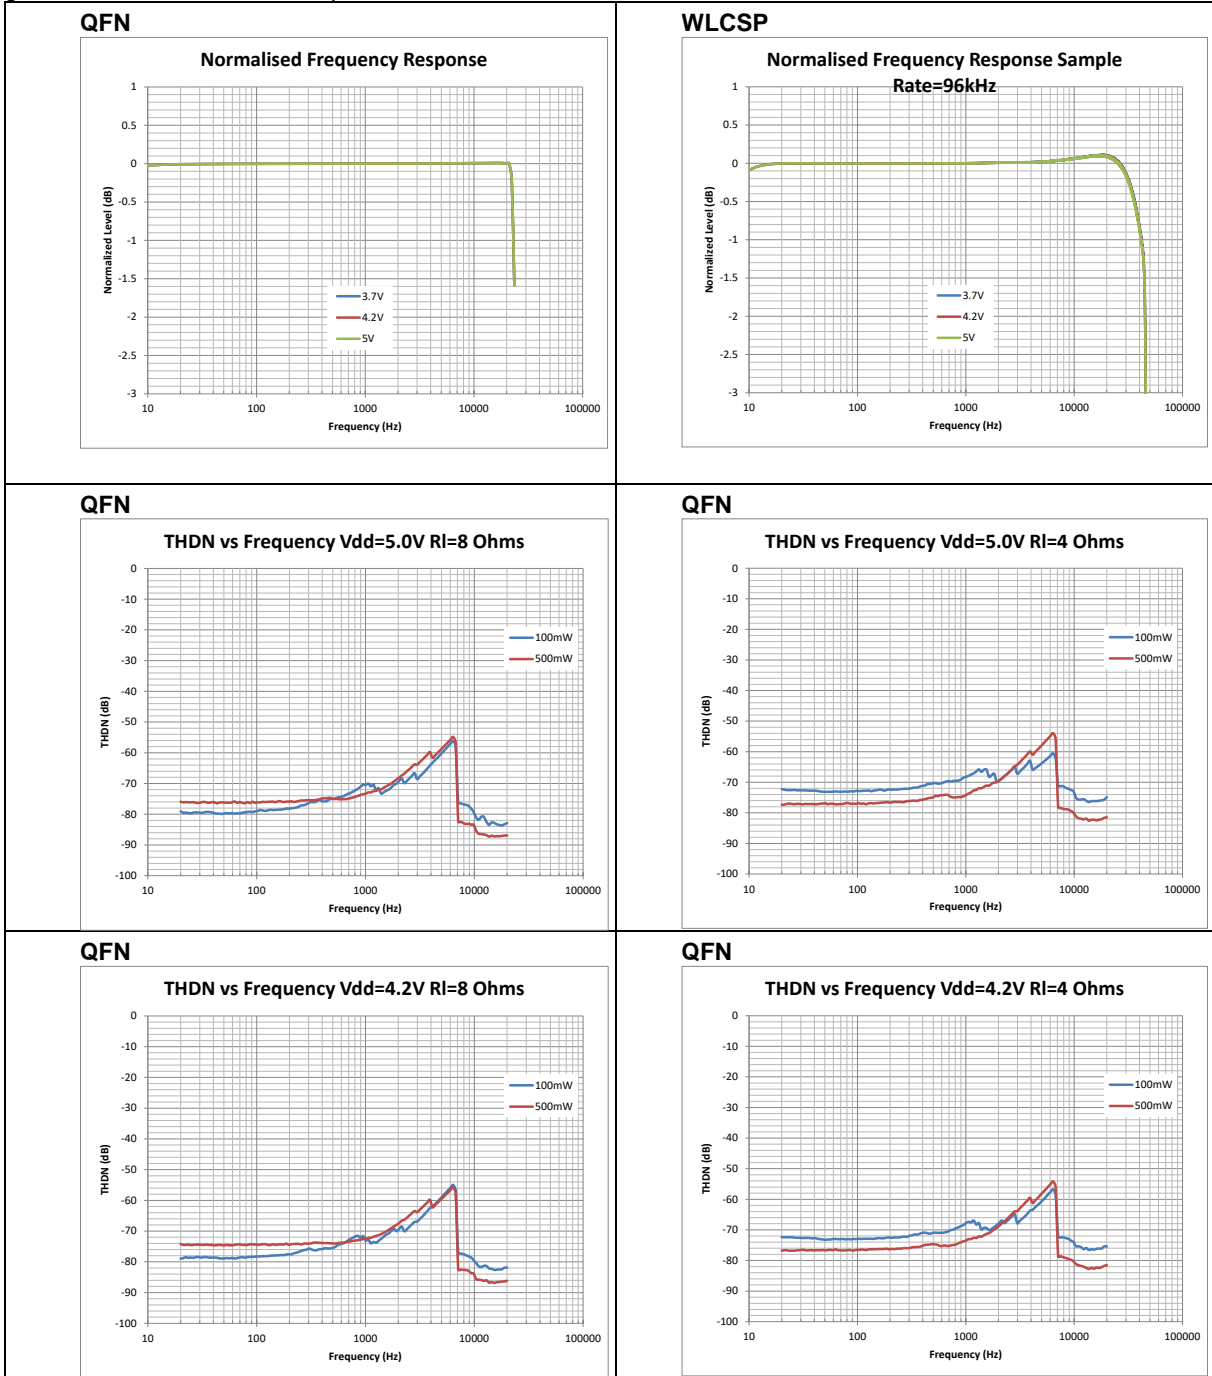 QFN
Normalised Frequency Response
1
0.5
0
-0.5
-1
-1.5
-2
-2.5
-3
Normalized Level (dB)
3.7V
4.2V
5V
10 100 1000 10000 100000
Frequency (Hz)
WLCSP
Normalised Frequency Response Sample
Rate=96kHz
1
0.5
0
-0.5
-1
-1.5
-2
-2.5
-3
Normalized Level (dB)
3.7V
4.2V
5V
10 100 1000 10000 100000
Frequency (Hz)
QFN
THDN vs Frequency Vdd=5.0V Rl=8 Ohms
0
-10
-20
-30
-40
-50
-60
-70
-80
-90
-100
THDN (dB)
100mW
500mW
10 100 1000 10000 100000
Frequency (Hz)
QFN
THDN vs Frequency Vdd=5.0V Rl=4 Ohms
0
-10
-20
-30
-40
-50
-60
-70
-80
-90
-100
THDN (dB)
100mW
500mW
10 100 1000 10000 100000
Frequency (Hz)
QFN
THDN vs Frequency Vdd=4.2V Rl=8 Ohms
0
-10
-20
-30
-40
-50
-60
-70
-80
-90
-100
THDN (dB)
100mW
500mW
10 100 1000 10000 100000
Frequency (Hz)
QFN
THDN vs Frequency Vdd=4.2V Rl=4 Ohms
0
-10
-20
-30
-40
-50
-60
-70
-80
-90
-100
THDN (dB)
100mW
500mW
10 100 1000 10000 100000
Frequency (Hz)